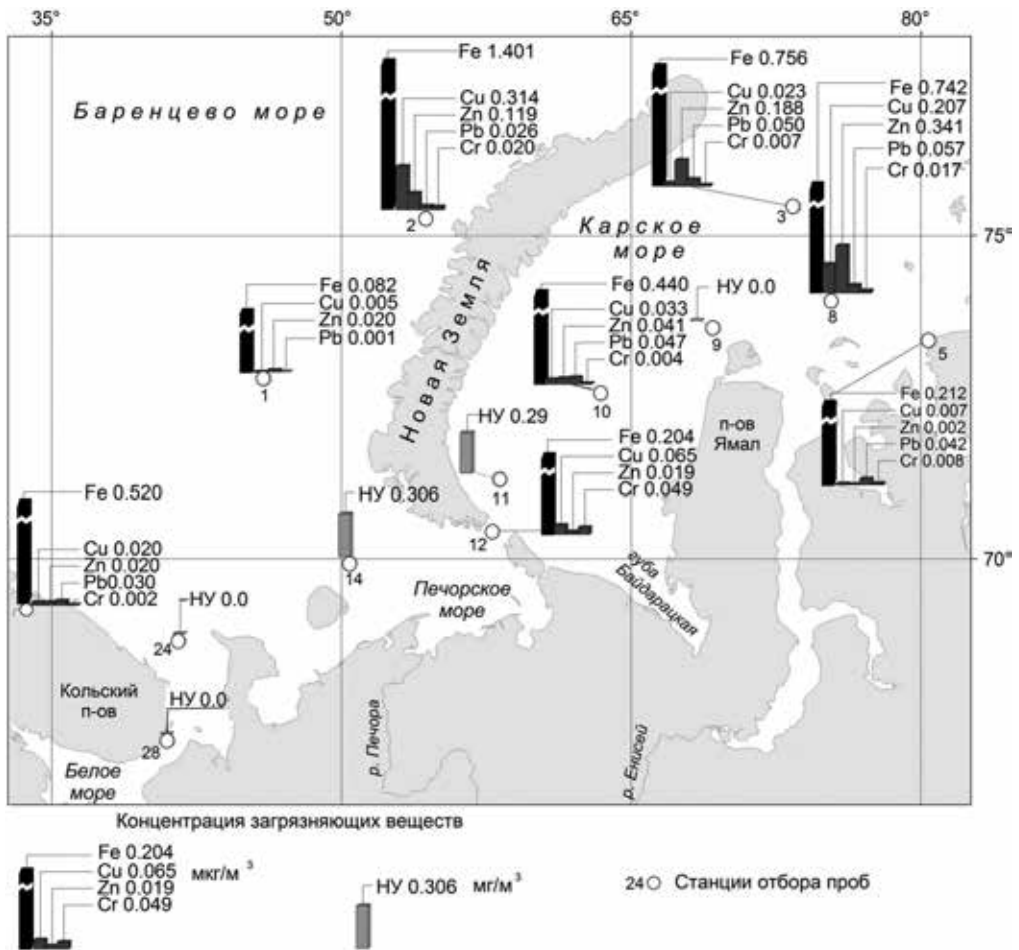 35°
50°
65°
80°
Баренцево море
Fe 1.401
Cu 0.314
Zn 0.119
Pb 0.026
Cr 0.020
2
Fe 0.756
Cu 0.023
Zn 0.188
Pb 0.050
Cr 0.007
3
Fe 0.742
Cu 0.207
Zn 0.341
Pb 0.057
Cr 0.017
8
75°
Карское
море
Новая Земля
Fe 0.082
Cu 0.005
Zn 0.020
Pb 0.001
1
Fe 0.440
Cu 0.033
Zn 0.041
Pb 0.047
Cr 0.004
10
НУ 0.0
9
5
Fe 0.212
Cu 0.007
Zn 0.002
Pb 0.042
Cr 0.008
п-ов
Ямал
НУ 0.29
11
Fe 0.204
Cu 0.065
Zn 0.019
Cr 0.049
12
НУ 0.306
14
Fe 0.520
Cu 0.020
Zn 0.020
Pb0.030
Cr 0.002
70°
Печорское
море
губа
Байдарацкая
НУ 0.0
24
Кольский
п-ов
НУ 0.0
28
Белое
море
р. Печора
р. Енисей
Концентрация загрязняющих веществ
Fe 0.204
Cu 0.065 мкг/м 3
Zn 0.019
Cr 0.049
НУ 0.306 мг/м 3
24 Станции отбора проб